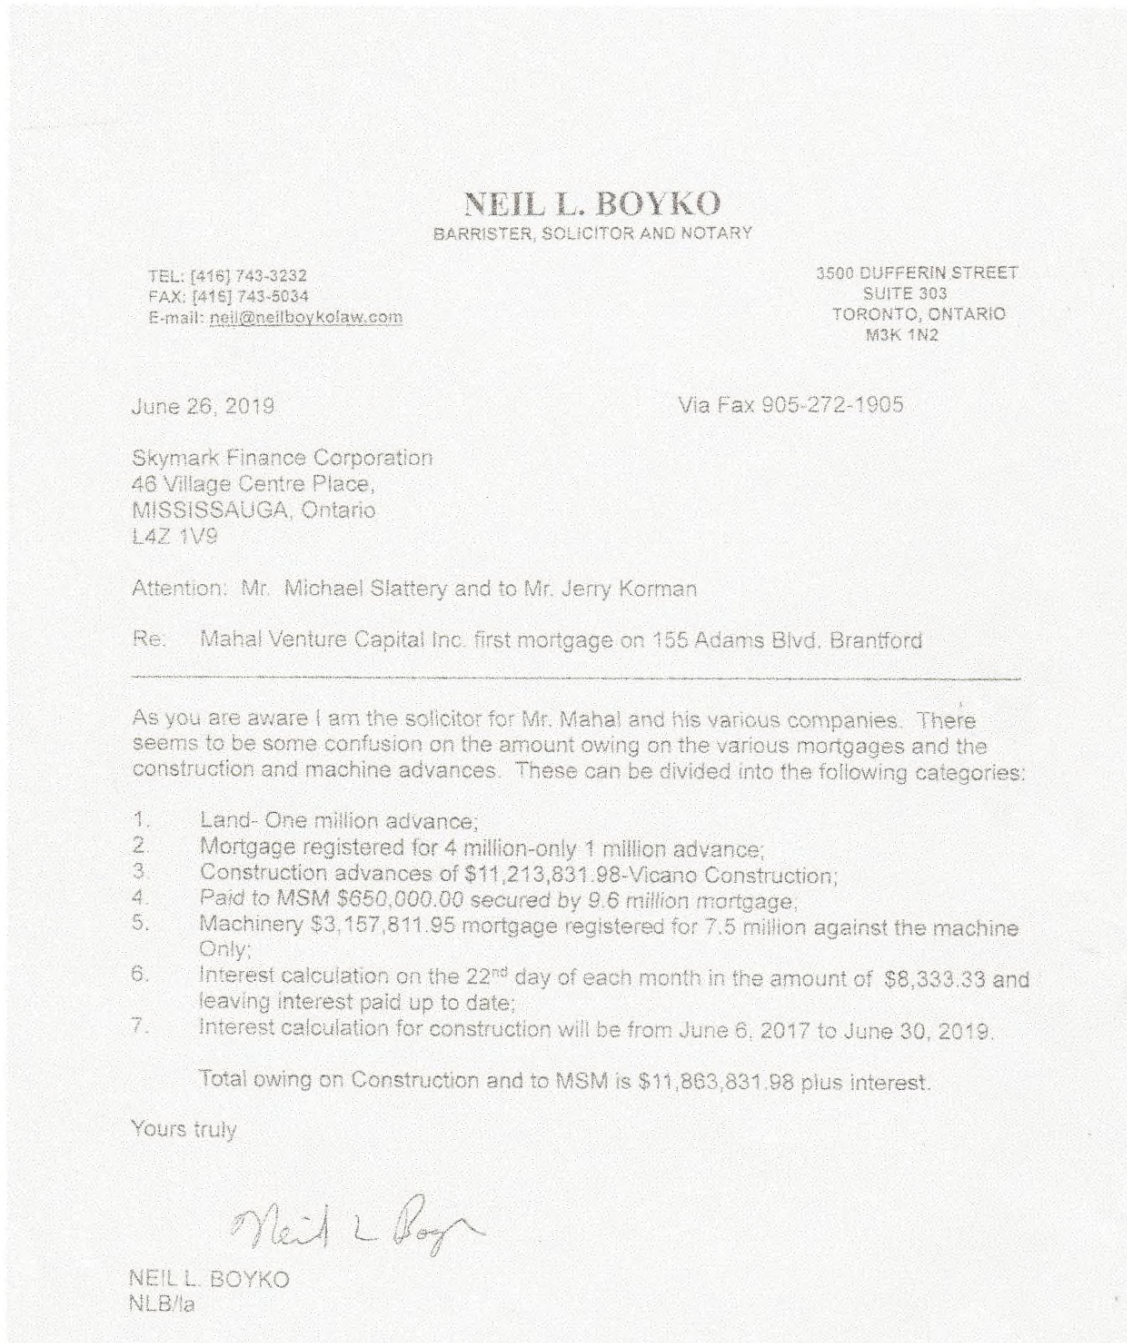 NEIL L. BOYKO
BARRISTER, SOLICITOR AND NOTARY
TEL: [416] 743-3232
FAX: [416] 743-5034
E-mail: neil@neilboykolaw.com
3500 DUFFERIN STREET
SUITE 303
TORONTO, ONTARIO
M3K 1N2
June 26, 2019 Via Fax 905-272-1905
Skymark Finance Corporation
46 Village Centre Place,
MISSISSAUGA, Ontario
L4Z 1V9
Attention: Mr. Michael Slattery and to Mr. Jerry Korman
Re: Mahal Venture Capital Inc. first mortgage on 155 Adams Blvd. Brantford
As you are aware I am the solicitor for Mr. Mahal and his various companies. There
seems to be some confusion on the amount owing on the various mortgages and the
construction and machine advances. These can be divided into the following categories:
1. Land- One million advance;
2. Mortgage registered for 4 million-only 1 million advance;
3. Construction advances of $11,213,831.98-Vicano Construction;
4. Paid to MSM $650,000.00 secured by 9.6 million mortgage;
5. Machinery $3,157,811.95 mortgage registered for 7.5 million against the machine
Only;
6. Interest calculation on the 22nd day of each month in the amount of $8,333.33 and
leaving interest paid up to date;
7. Interest calculation for construction will be from June 6, 2017 to June 30, 2019.
Total owing on Construction and to MSM is $11,863,831.98 plus interest.
Yours truly
Neil L Boyko
NEIL L. BOYKO
NLB/la